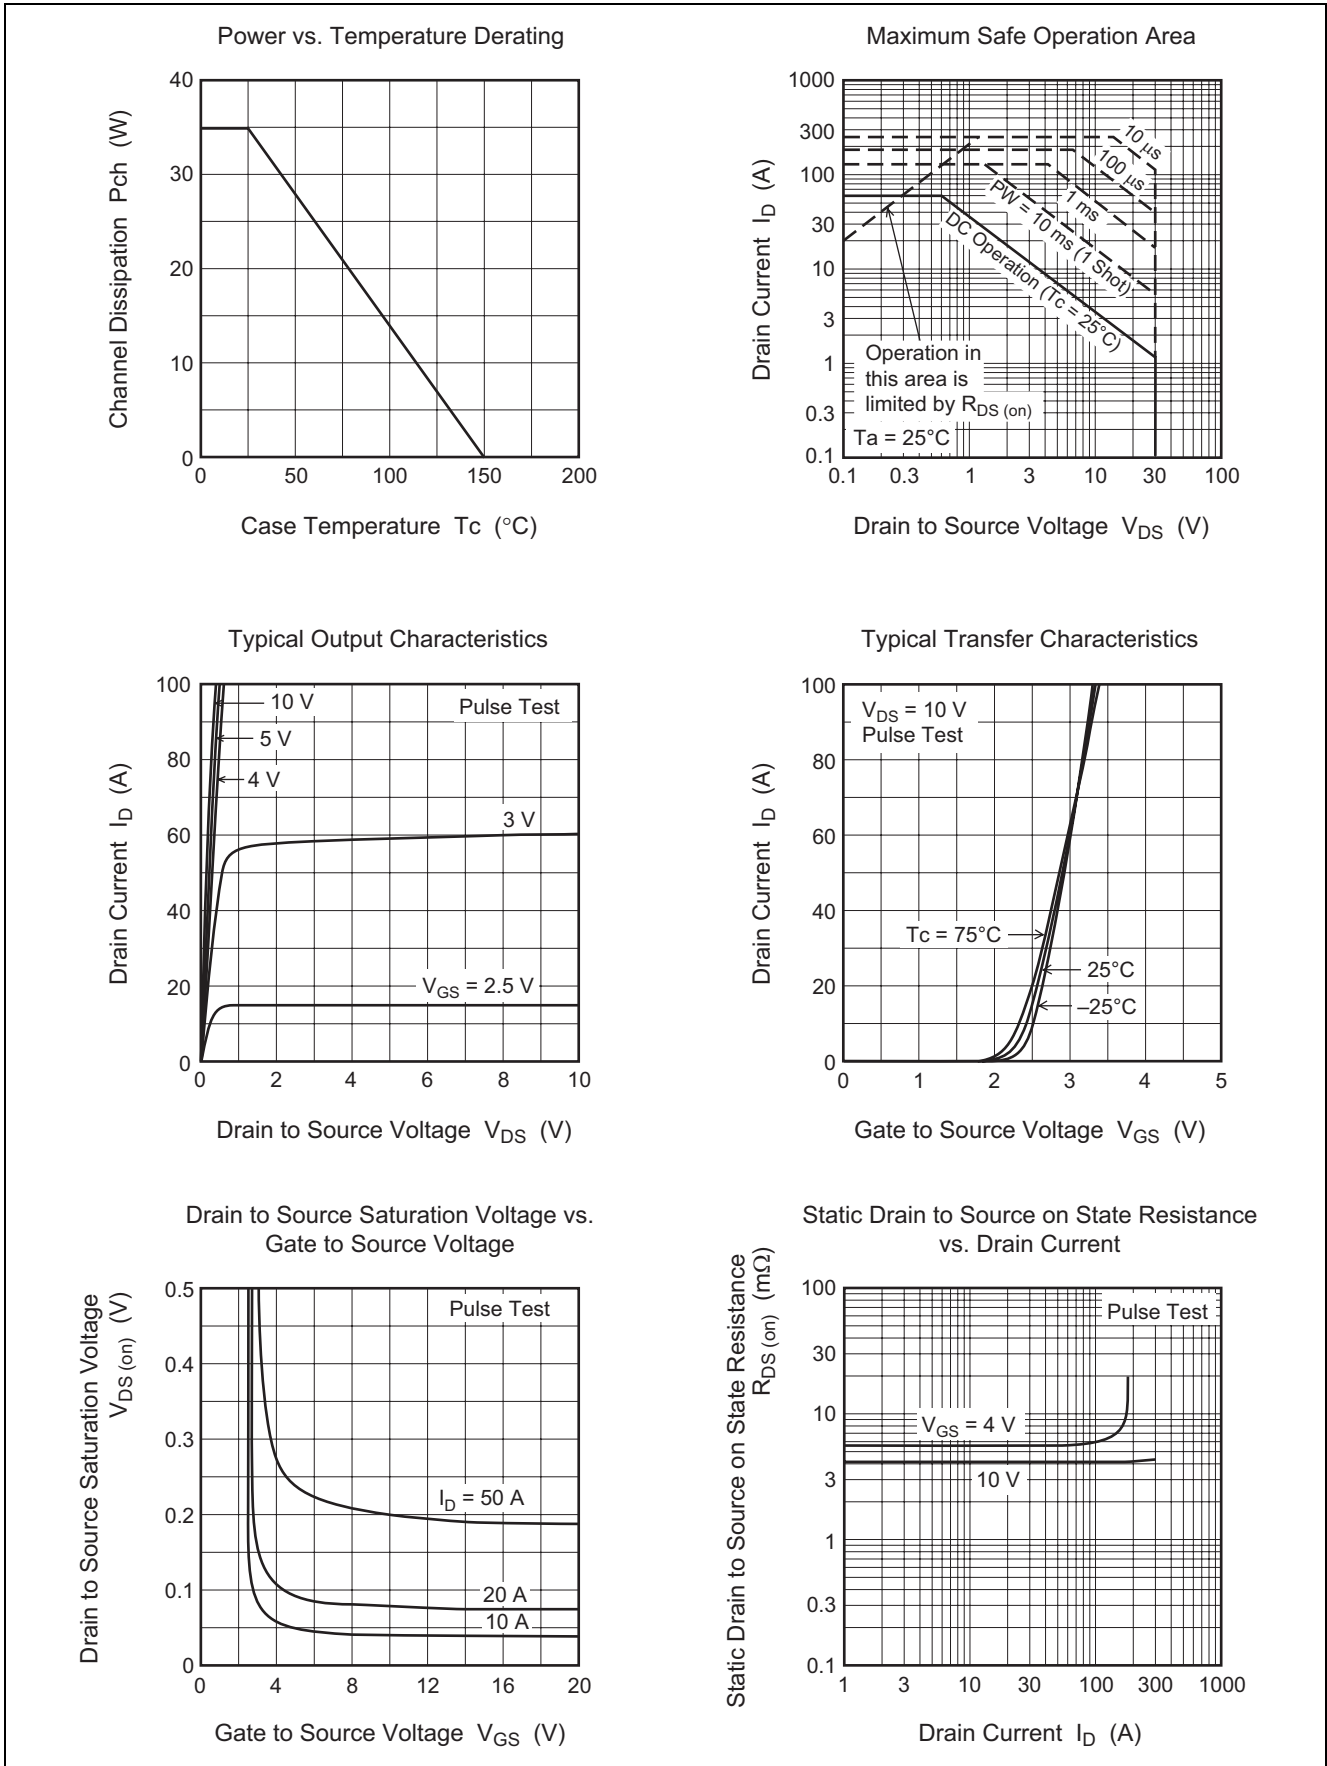 Power vs. Temperature Derating
Channel Dissipation Pch (W)
40
30
20
10
0
0 50 100 150 200
Case Temperature Tc (°C)
Maximum Safe Operation Area
Drain Current I_D (A)
1000
300
100
30
10
3
1
0.3
0.1
10 μs
100 μs
1 ms
PW = 10 ms (1 Shot)
DC Operation (Tc = 25°C)
Operation in
this area is
limited by R_DS (on)
Ta = 25°C
0.1 0.3 1 3 10 30 100
Drain to Source Voltage V_DS (V)
Typical Output Characteristics
Drain Current I_D (A)
100
80
60
40
20
0
10 V
5 V
4 V
Pulse Test
3 V
V_GS = 2.5 V
0 2 4 6 8 10
Drain to Source Voltage V_DS (V)
Typical Transfer Characteristics
Drain Current I_D (A)
100
80
60
40
20
0
V_DS = 10 V
Pulse Test
Tc = 75°C
25°C
–25°C
0 1 2 3 4 5
Gate to Source Voltage V_GS (V)
Drain to Source Saturation Voltage vs.
Gate to Source Voltage
Drain to Source Saturation Voltage
V_DS (on) (V)
0.5
0.4
0.3
0.2
0.1
0
Pulse Test
I_D = 50 A
20 A
10 A
0 4 8 12 16 20
Gate to Source Voltage V_GS (V)
Static Drain to Source on State Resistance
vs. Drain Current
Static Drain to Source on State Resistance
R_DS (on) (mΩ)
100
30
10
3
1
0.3
0.1
Pulse Test
V_GS = 4 V
10 V
1 3 10 30 100 300 1000
Drain Current I_D (A)